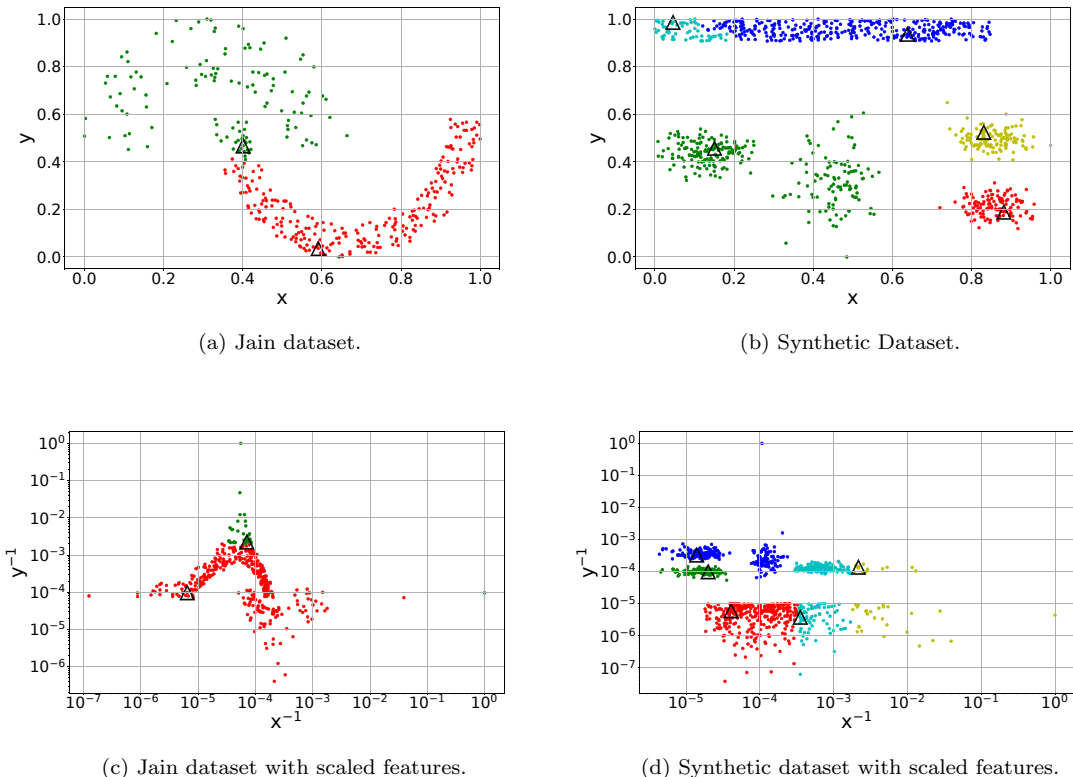 1.0
0.8
0.6
0.4
0.2
0.0
y
0.0 0.2 0.4 0.6 0.8 1.0
x
(a) Jain dataset.
1.0
0.8
0.6
0.4
0.2
0.0
y
0.0 0.2 0.4 0.6 0.8 1.0
x
(b) Synthetic Dataset.
10⁰
10⁻¹
10⁻²
10⁻³
10⁻⁴
10⁻⁵
10⁻⁶
y⁻¹
10⁻⁷ 10⁻⁶ 10⁻⁵ 10⁻⁴ 10⁻³ 10⁻² 10⁻¹ 10⁰
x⁻¹
(c) Jain dataset with scaled features.
10⁰
10⁻¹
10⁻²
10⁻³
10⁻⁴
10⁻⁵
10⁻⁶
10⁻⁷
y⁻¹
10⁻⁵ 10⁻⁴ 10⁻³ 10⁻² 10⁻¹ 10⁰
x⁻¹
(d) Synthetic dataset with scaled features.